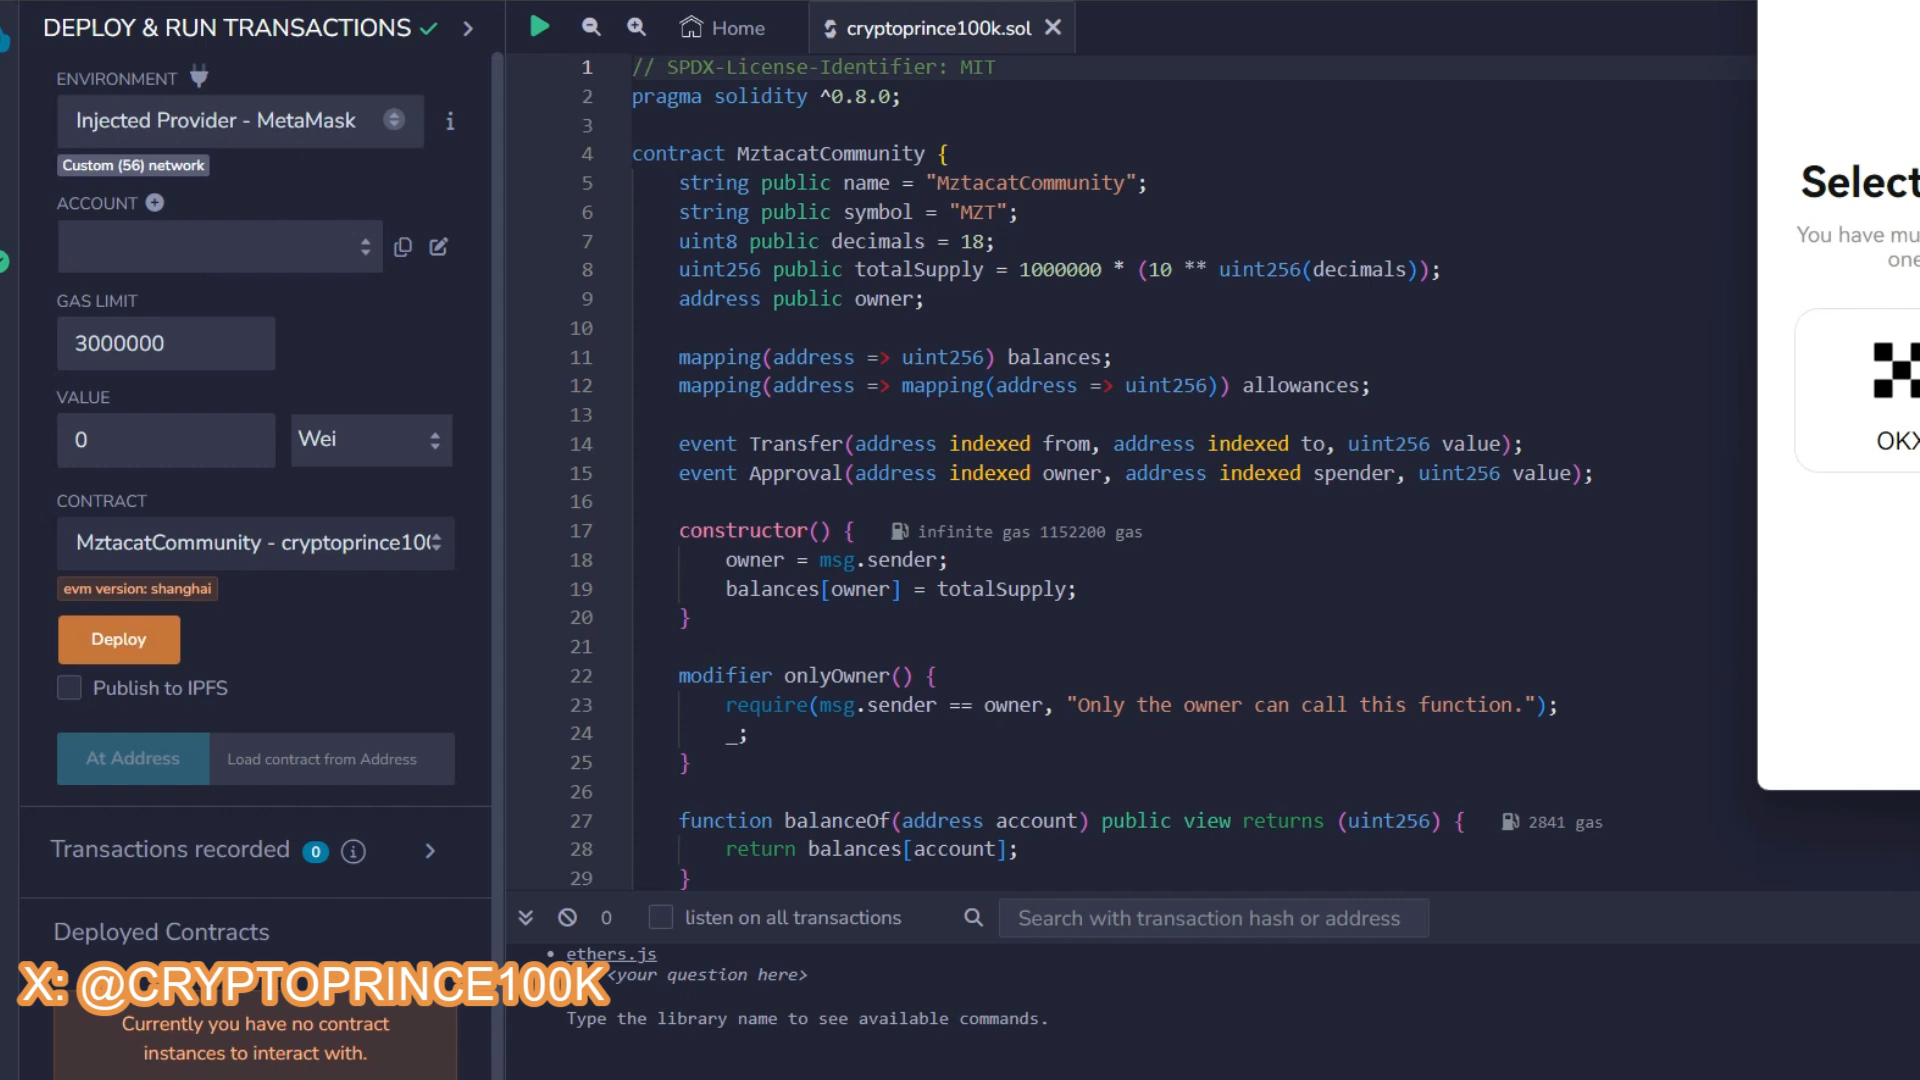 DEPLOY & RUN TRANSACTIONS
ENVIRONMENT
Injected Provider - MetaMask
i
Custom (56) network
ACCOUNT
GAS LIMIT
3000000
VALUE
0
Wei
CONTRACT
MztacatCommunity - cryptoprince10
evm version: shanghai
Deploy
Publish to IPFS
At Address
Load contract from Address
Transactions recorded 0
Deployed Contracts
X: @CRYPTOPRINCE100K
Currently you have no contract
instances to interact with.
Home
cryptoprince100k.sol
1 // SPDX-License-Identifier: MIT
2 pragma solidity ^0.8.0;
3
4 contract MztacatCommunity {
5 string public name = "MztacatCommunity";
6 string public symbol = "MZT";
7 uint8 public decimals = 18;
8 uint256 public totalSupply = 1000000 * (10 ** uint256(decimals));
9 address public owner;
10
11 mapping(address => uint256) balances;
12 mapping(address => mapping(address => uint256)) allowances;
13
14 event Transfer(address indexed from, address indexed to, uint256 value);
15 event Approval(address indexed owner, address indexed spender, uint256 value);
16
17 constructor() { infinite gas 1152200 gas
18 owner = msg.sender;
19 balances[owner] = totalSupply;
20 }
21
22 modifier onlyOwner() {
23 require(msg.sender == owner, "Only the owner can call this function.");
24 _;
25 }
26
27 function balanceOf(address account) public view returns (uint256) { 2841 gas
28 return balances[account];
29 }
0
listen on all transactions
Search with transaction hash or address
• ethers.js
<your question here>
Type the library name to see available commands.
Select
You have mu
one
OKX